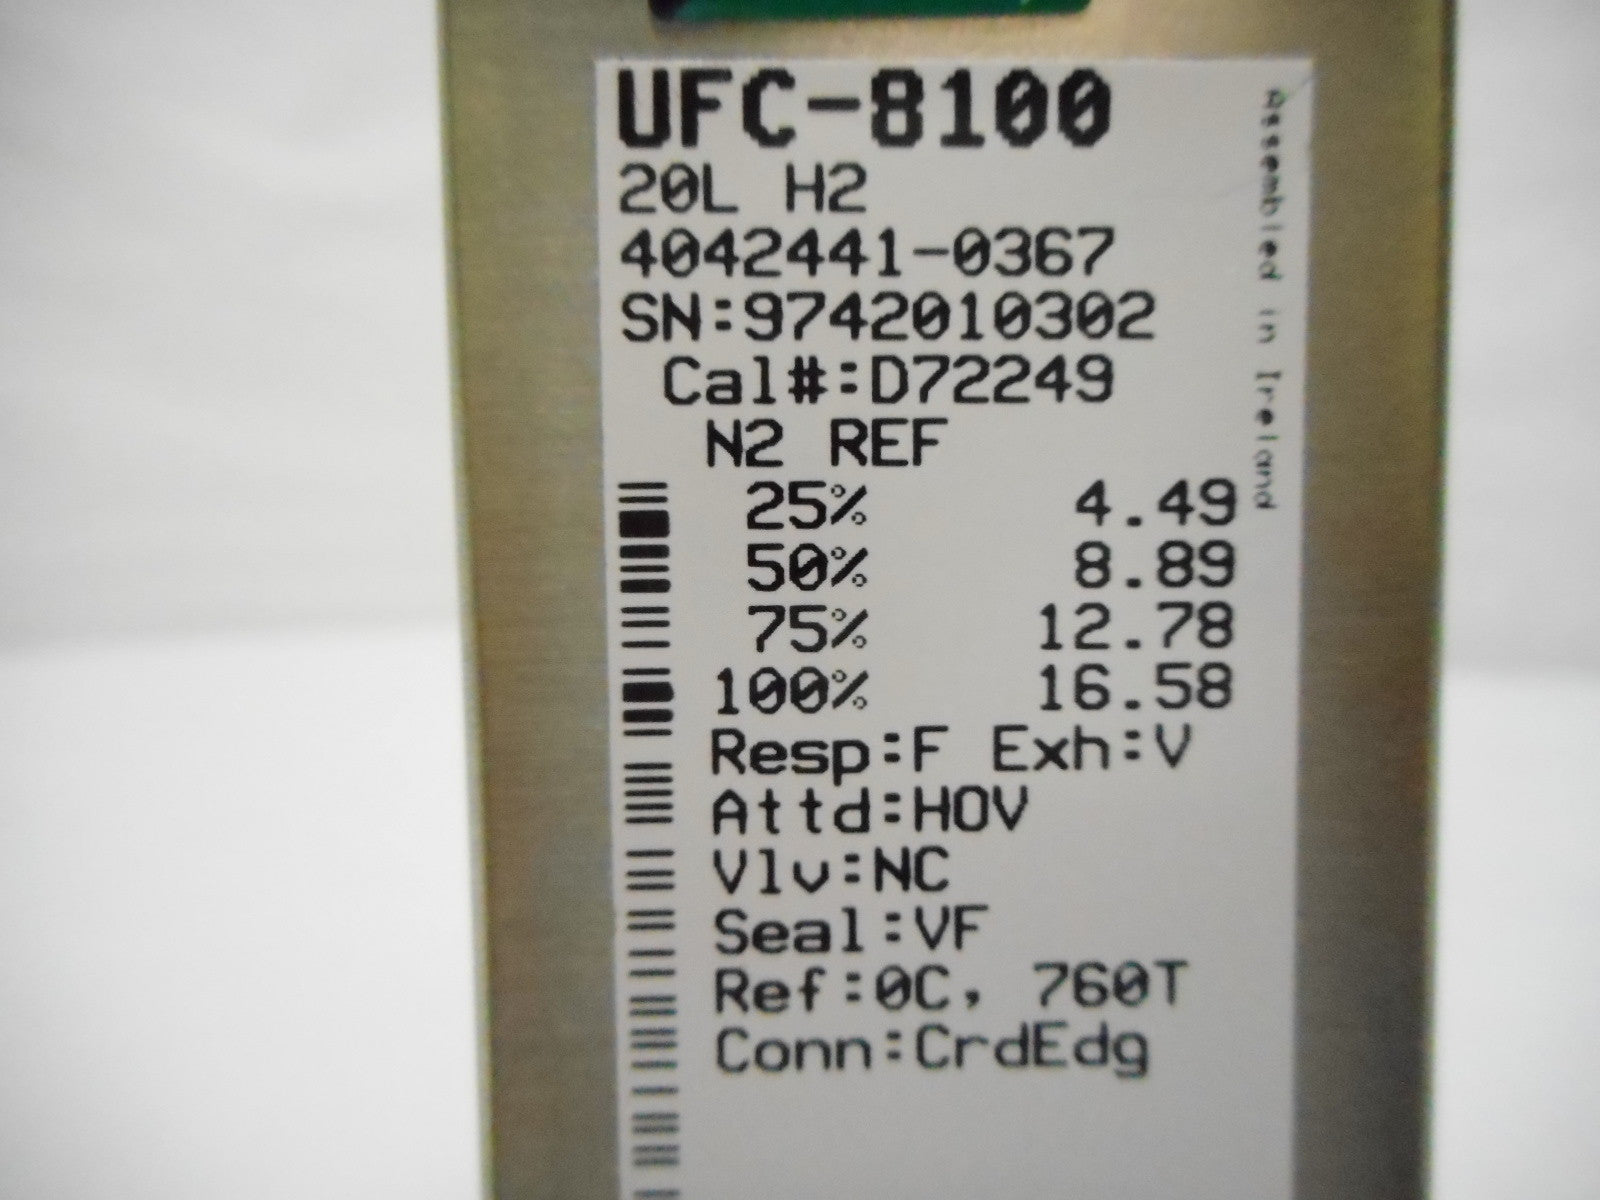 UFC-8100
20L H2
4042441-0367
SN:9742010302
Cal#:D72249
N2 REF
25% 4.49
50% 8.89
75% 12.78
100% 16.58
Resp:F Exh:V
Attd:HOV
Vlv:NC
Seal:VF
Ref:0C, 760T
Conn:CrdEdg
Assembled in Ireland